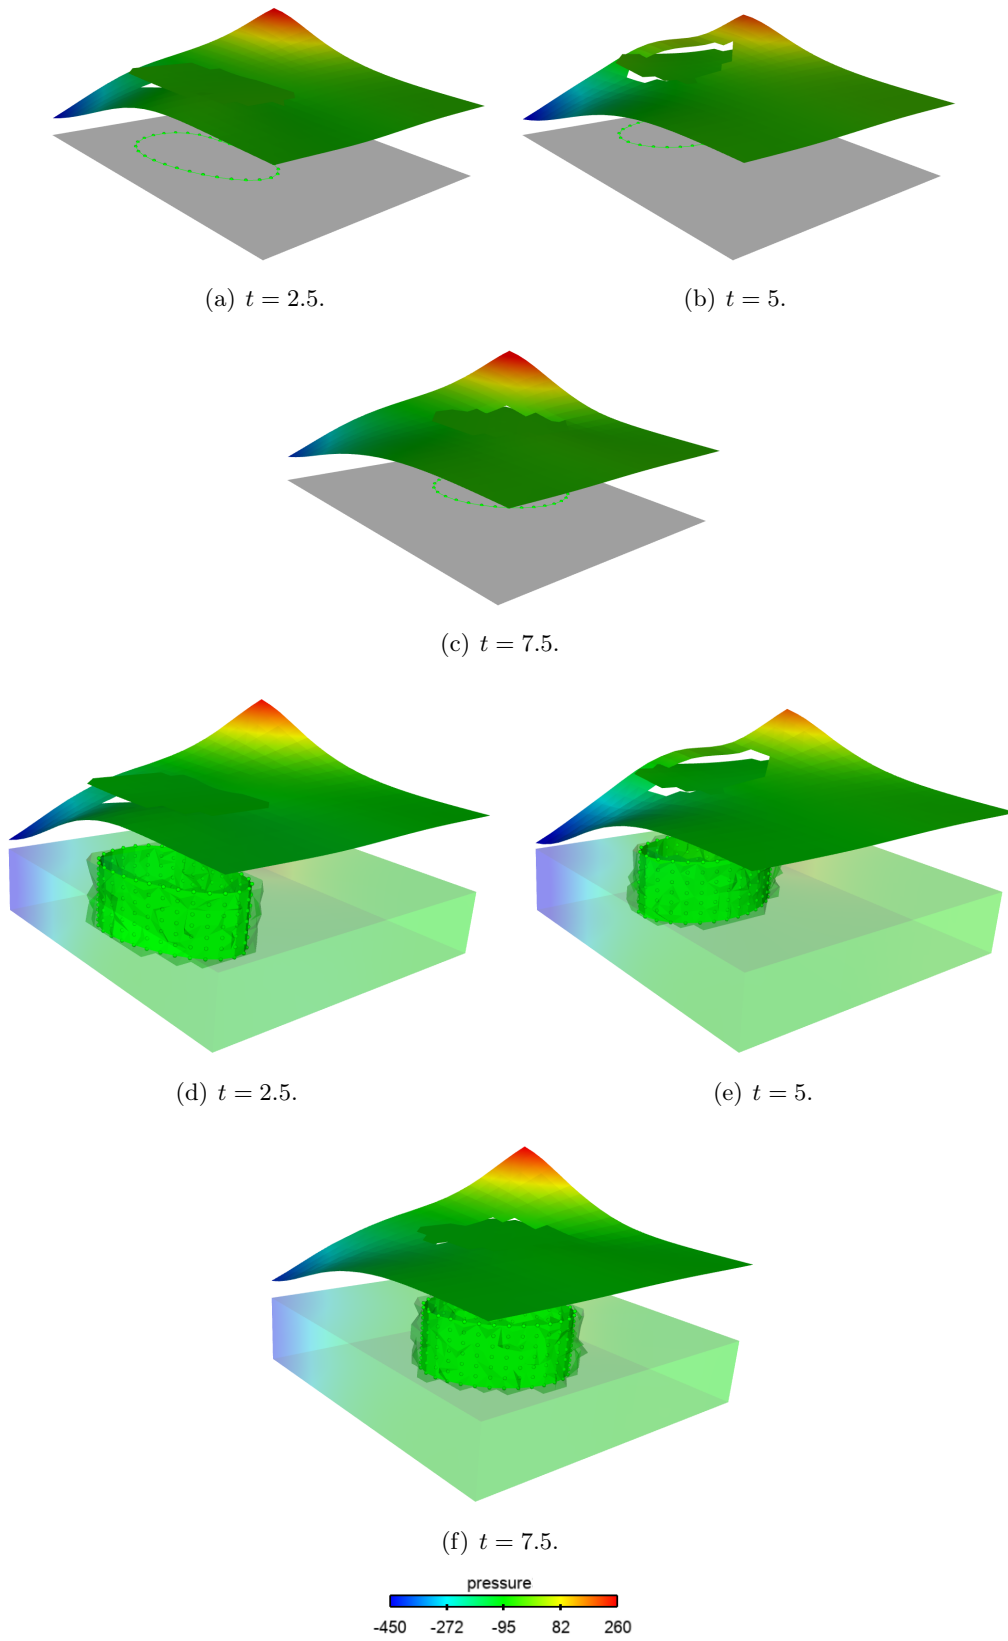 (a) t = 2.5.
(b) t = 5.
(c) t = 7.5.
(d) t = 2.5.
(e) t = 5.
(f) t = 7.5.
pressure
-450 -272 -95 82 260